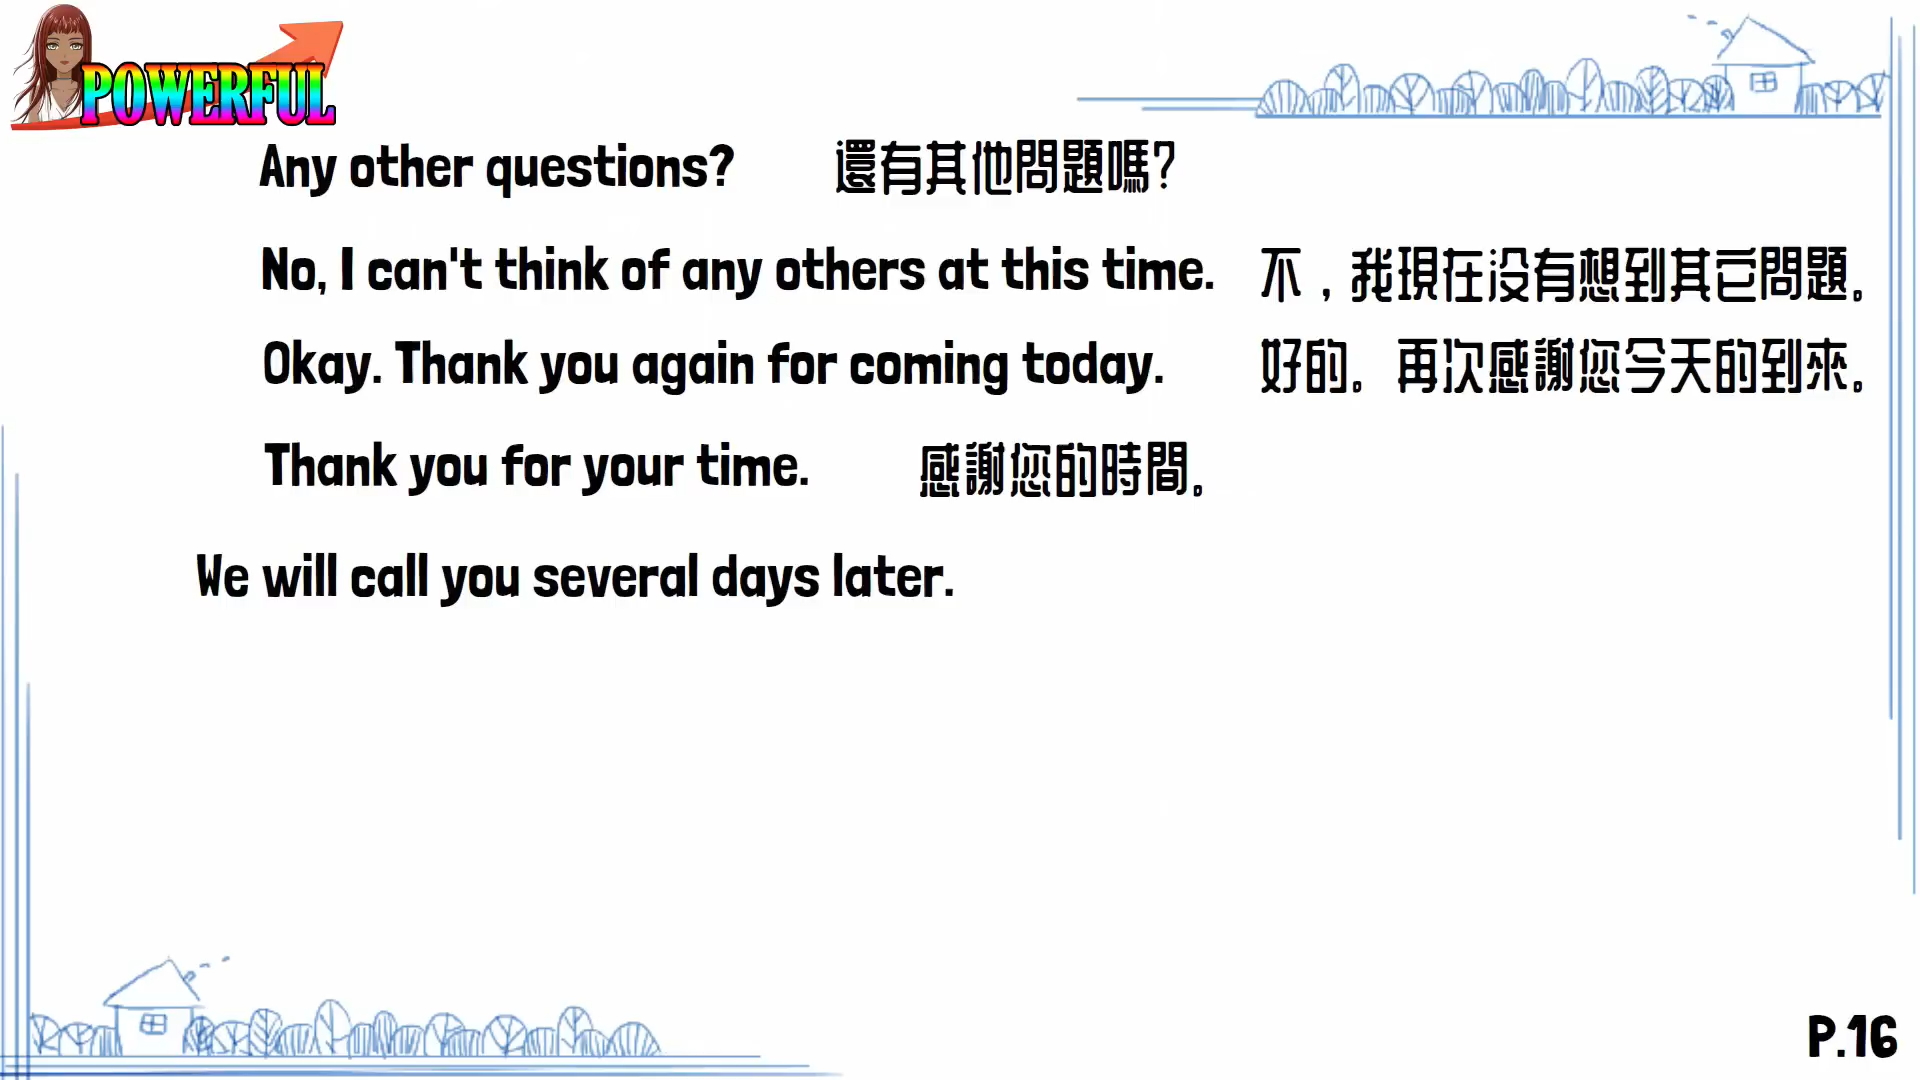 POWERFUL
Any other questions? 還有其他問題嗎?
No, I can't think of any others at this time. 不,我現在沒有想到其它問題。
Okay. Thank you again for coming today. 好的。再次感謝您今天的到來。
Thank you for your time. 感謝您的時間。
We will call you several days later.
P.16